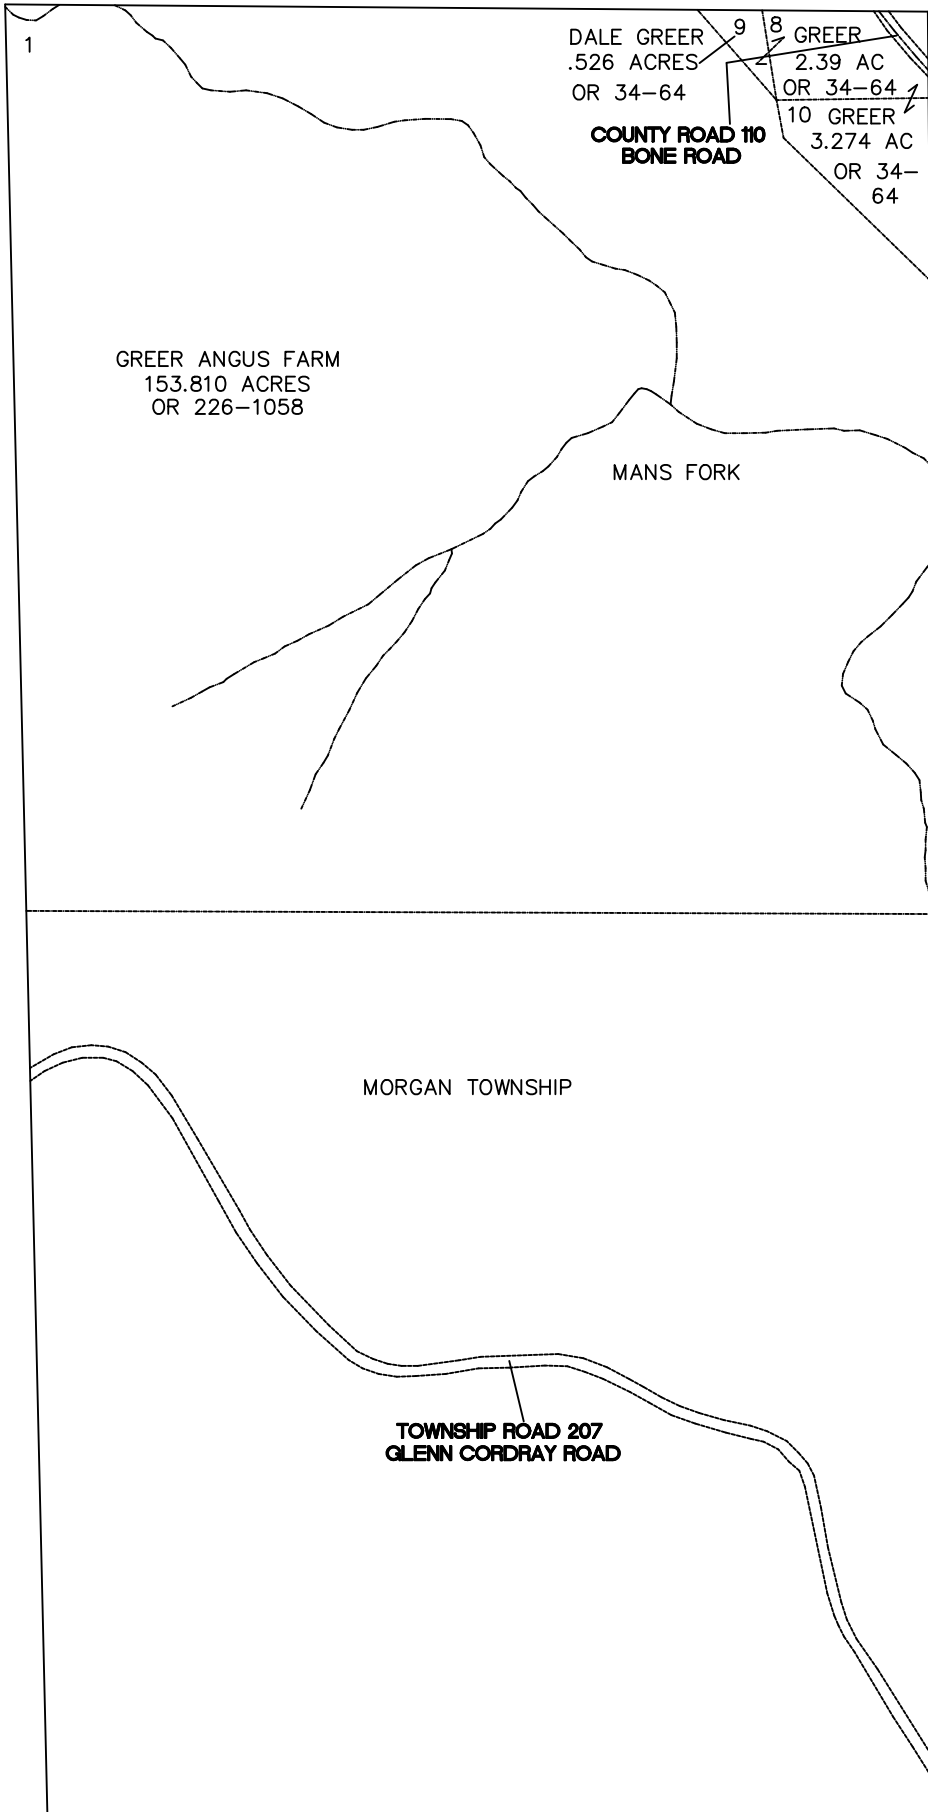 1
DALE GREER
.526 ACRES
OR 34-64
9
8
GREER
2.39 AC
OR 34-64
COUNTY ROAD 110
BONE ROAD
10 GREER
3.274 AC
OR 34-
64
GREER ANGUS FARM
153.810 ACRES
OR 226-1058
MANS FORK
MORGAN TOWNSHIP
TOWNSHIP ROAD 207
GLENN CORDRAY ROAD